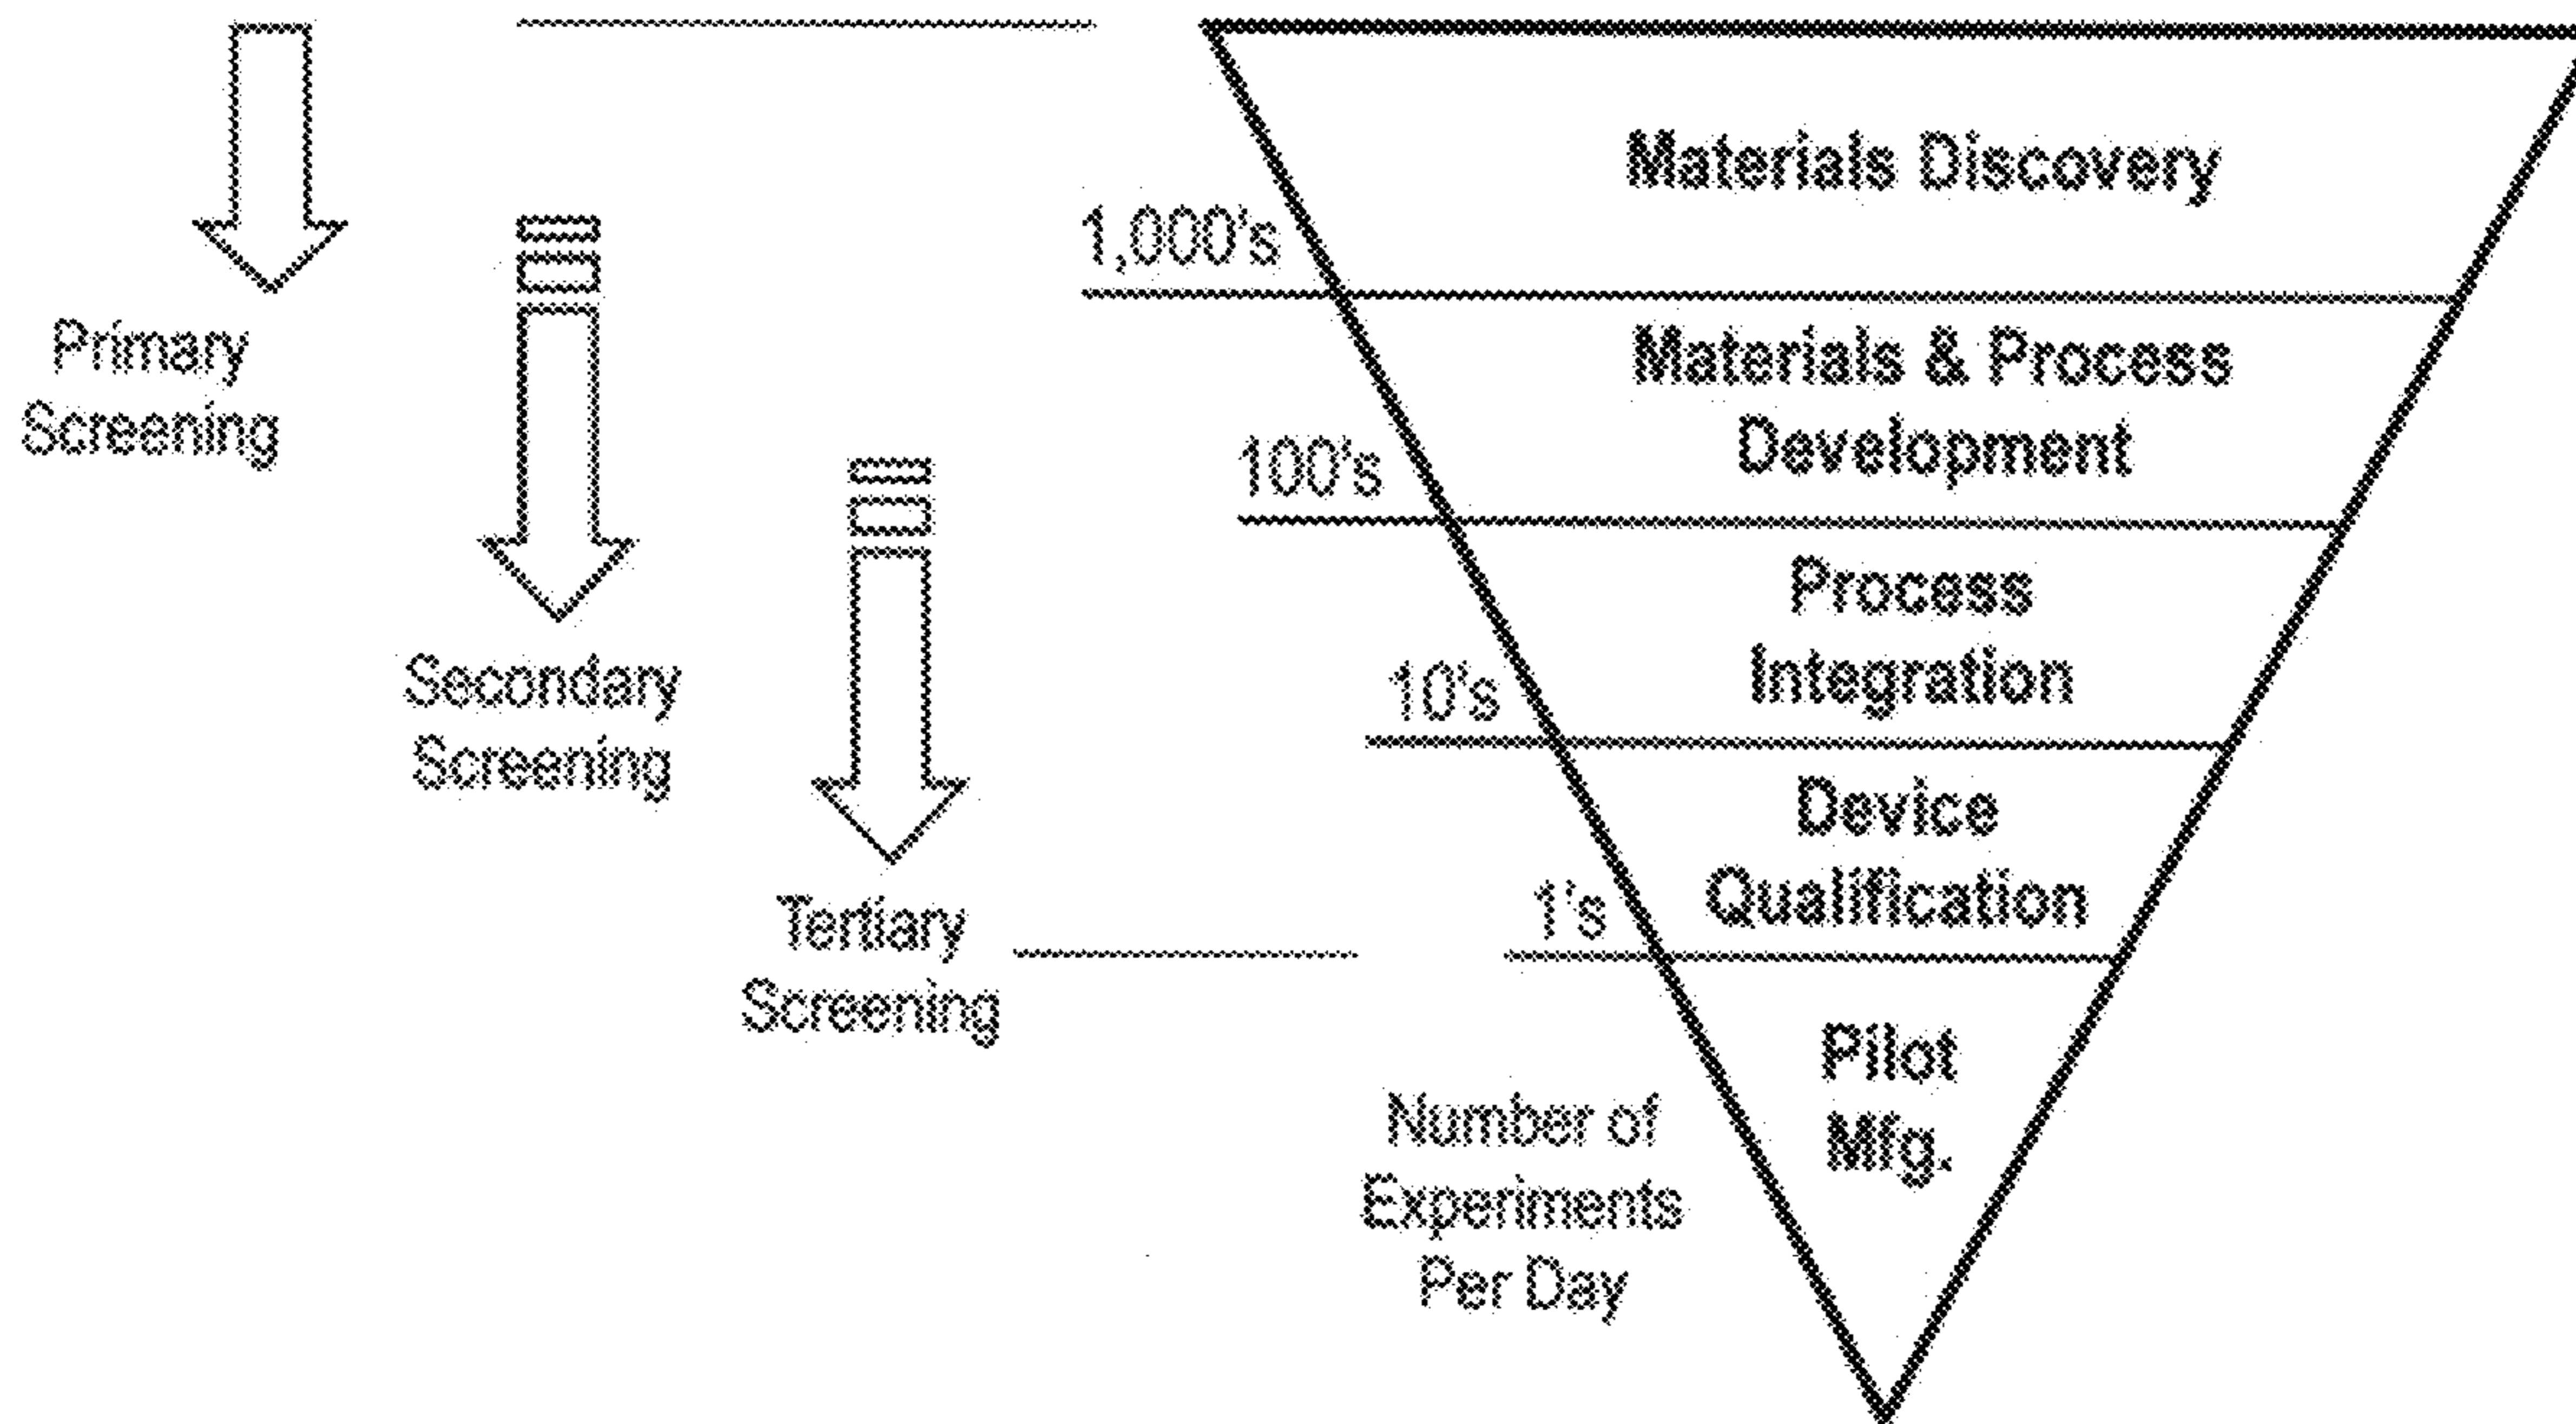 Primary
Screening
Secondary
Screening
Tertiary
Screening
1,000's
100's
10's
1's
Number of
Experiments
Per Day
Materials Discovery
Materials & Process
Development
Process
Integration
Device
Qualification
Pilot
Mfg.